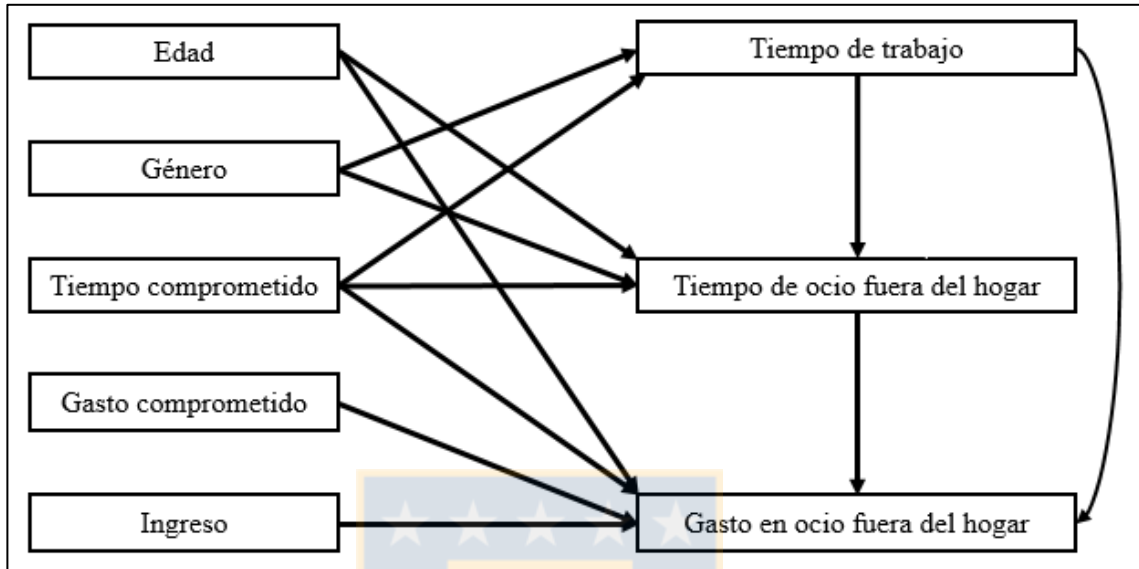 Edad
Género
Tiempo comprometido
Gasto comprometido
Ingreso
Tiempo de trabajo
Tiempo de ocio fuera del hogar
Gasto en ocio fuera del hogar